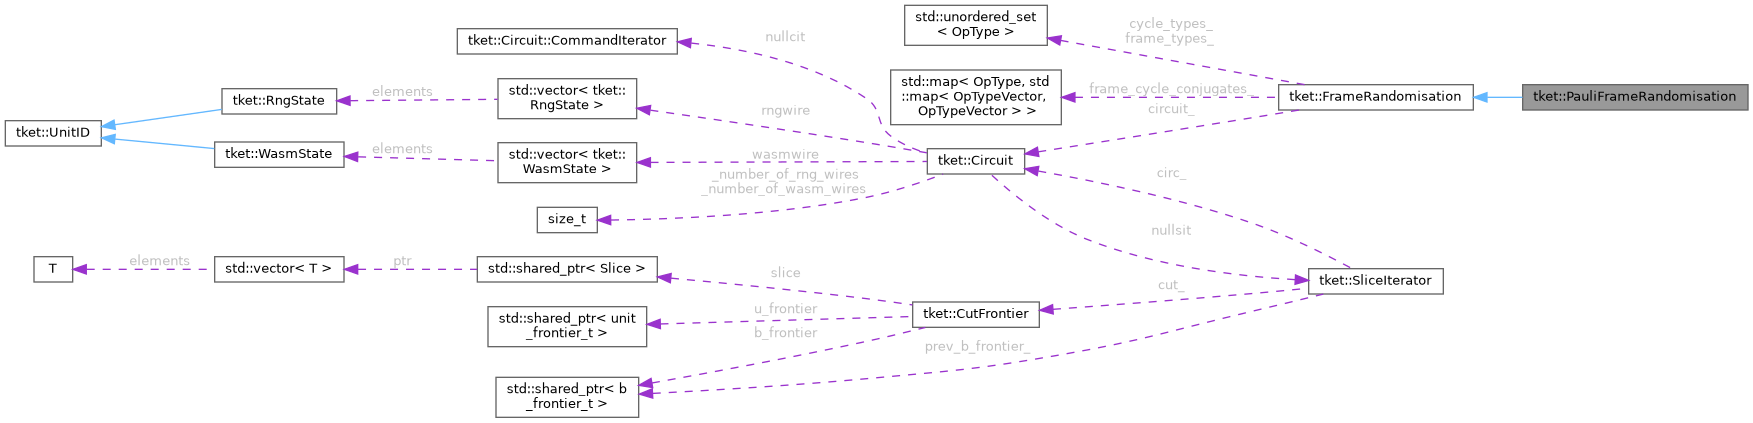 std::unordered_set
< OpType >
cycle_types_
frame_types_
nullcit
tket::Circuit::CommandIterator
std::map< OpType, std
::map< OpTypeVector,
OpTypeVector > >
frame_cycle_conjugates_
tket::FrameRandomisation
tket::PauliFrameRandomisation
circuit_
tket::RngState
elements
std::vector< tket::
RngState >
rngwire
tket::UnitID
tket::WasmState
elements
std::vector< tket::
WasmState >
wasmwire
tket::Circuit
_number_of_rng_wires
_number_of_wasm_wires
circ_
size_t
nullsit
T
elements
std::vector< T >
ptr
std::shared_ptr< Slice >
slice
cut_
tket::SliceIterator
std::shared_ptr< unit
_frontier_t >
u_frontier
tket::CutFrontier
b_frontier
prev_b_frontier_
std::shared_ptr< b
_frontier_t >